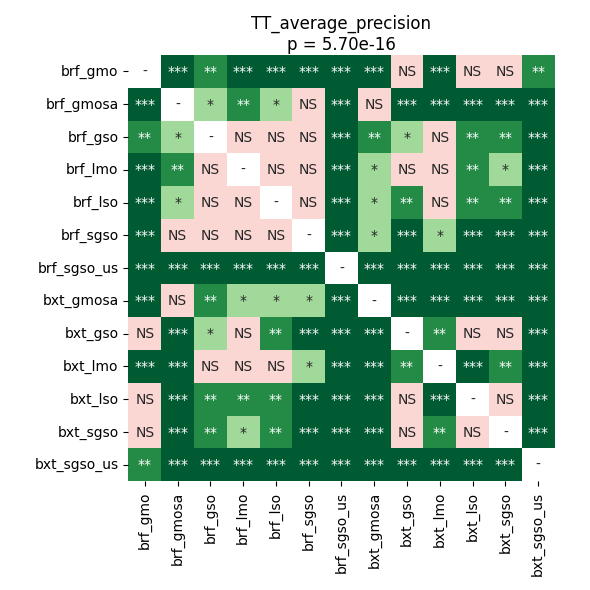 TT_average_precision
p = 5.70e-16
brf_gmo - *** ** *** *** *** *** *** NS *** NS NS **
brf_gmosa *** - * ** * NS *** NS *** *** *** *** ***
brf_gso ** * - NS NS NS *** ** * NS ** ** ***
brf_lmo *** ** NS - NS NS *** * NS NS ** * ***
brf_lso *** * NS NS - NS *** * ** NS ** ** ***
brf_sgso *** NS NS NS NS - *** * *** * *** *** ***
brf_sgso_us *** *** *** *** *** *** - *** *** *** *** *** ***
bxt_gmosa *** NS ** * * * *** - *** *** *** *** ***
bxt_gso NS *** * NS ** *** *** *** - ** NS NS ***
bxt_lmo *** *** NS NS NS * *** *** ** - *** ** ***
bxt_lso NS *** ** ** ** *** *** *** NS *** - NS ***
bxt_sgso NS *** ** * ** *** *** *** NS ** NS - ***
bxt_sgso_us ** *** *** *** *** *** *** *** *** *** *** *** -
brf_gmo brf_gmosa brf_gso brf_lmo brf_lso brf_sgso brf_sgso_us bxt_gmosa bxt_gso bxt_lmo bxt_lso bxt_sgso bxt_sgso_us